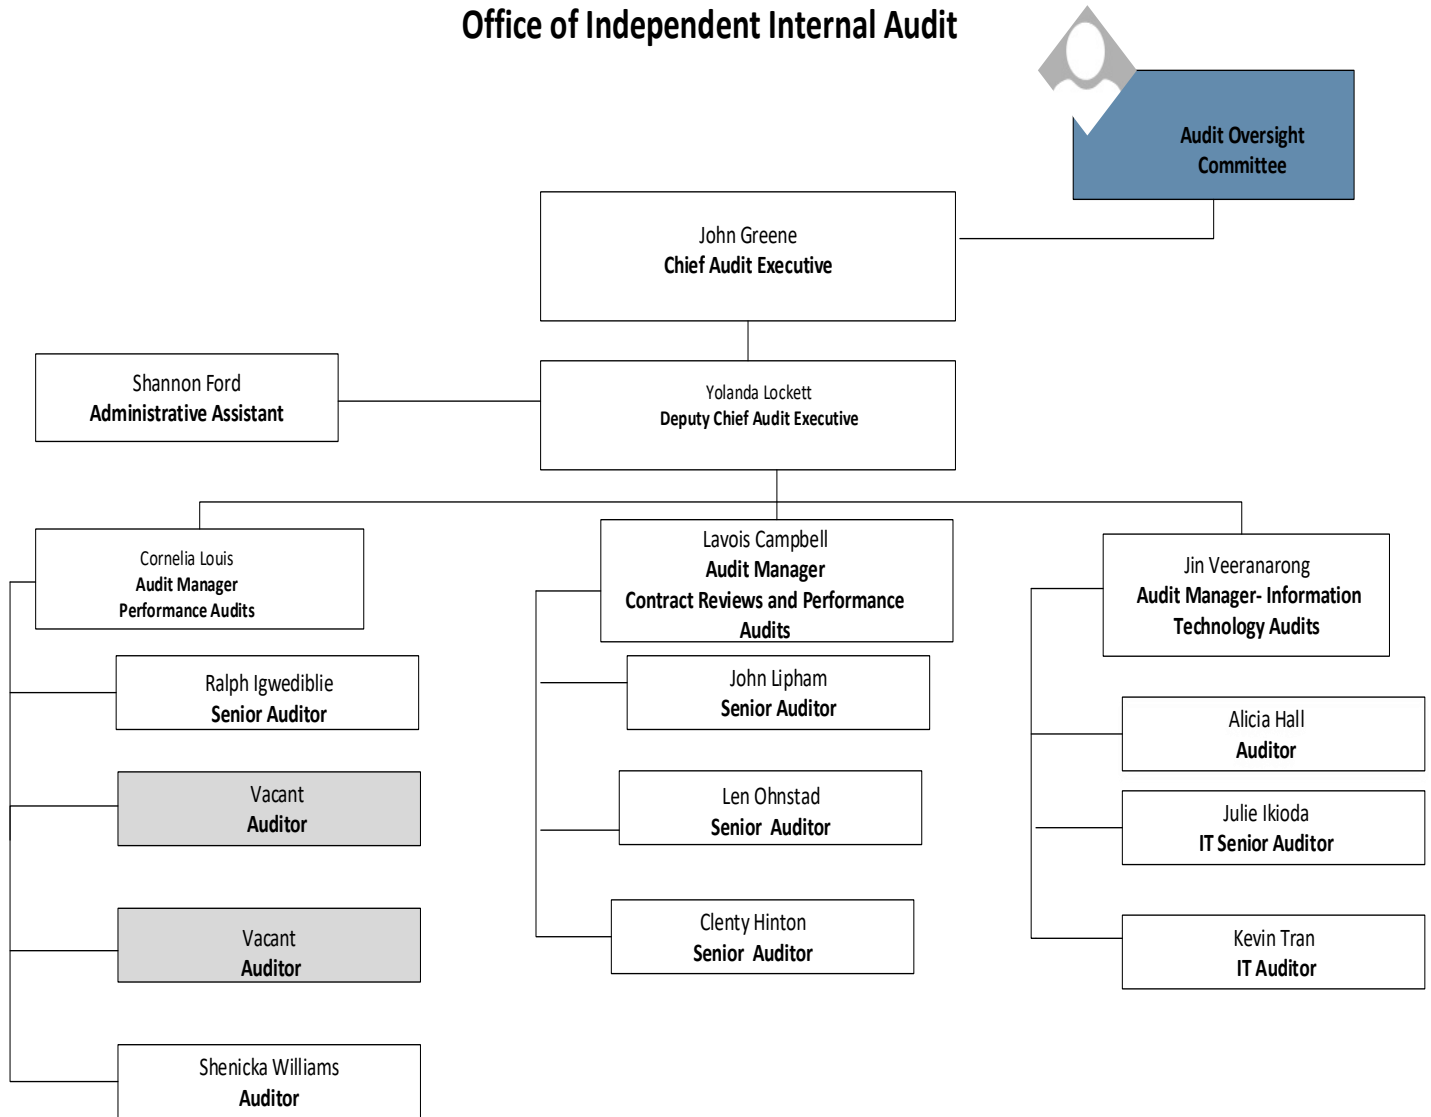 Office of Independent Internal Audit
Audit Oversight
Committee
John Greene
Chief Audit Executive
Shannon Ford
Administrative Assistant
Yolanda Lockett
Deputy Chief Audit Executive
Cornelia Louis
Audit Manager
Performance Audits
Ralph Igwediblie
Senior Auditor
Vacant
Auditor
Vacant
Auditor
Shenicka Williams
Auditor
Lavois Campbell
Audit Manager
Contract Reviews and Performance
Audits
John Lipham
Senior Auditor
Len Ohnstad
Senior Auditor
Clenty Hinton
Senior Auditor
Jin Veeranarong
Audit Manager- Information
Technology Audits
Alicia Hall
Auditor
Julie Ikioda
IT Senior Auditor
Kevin Tran
IT Auditor